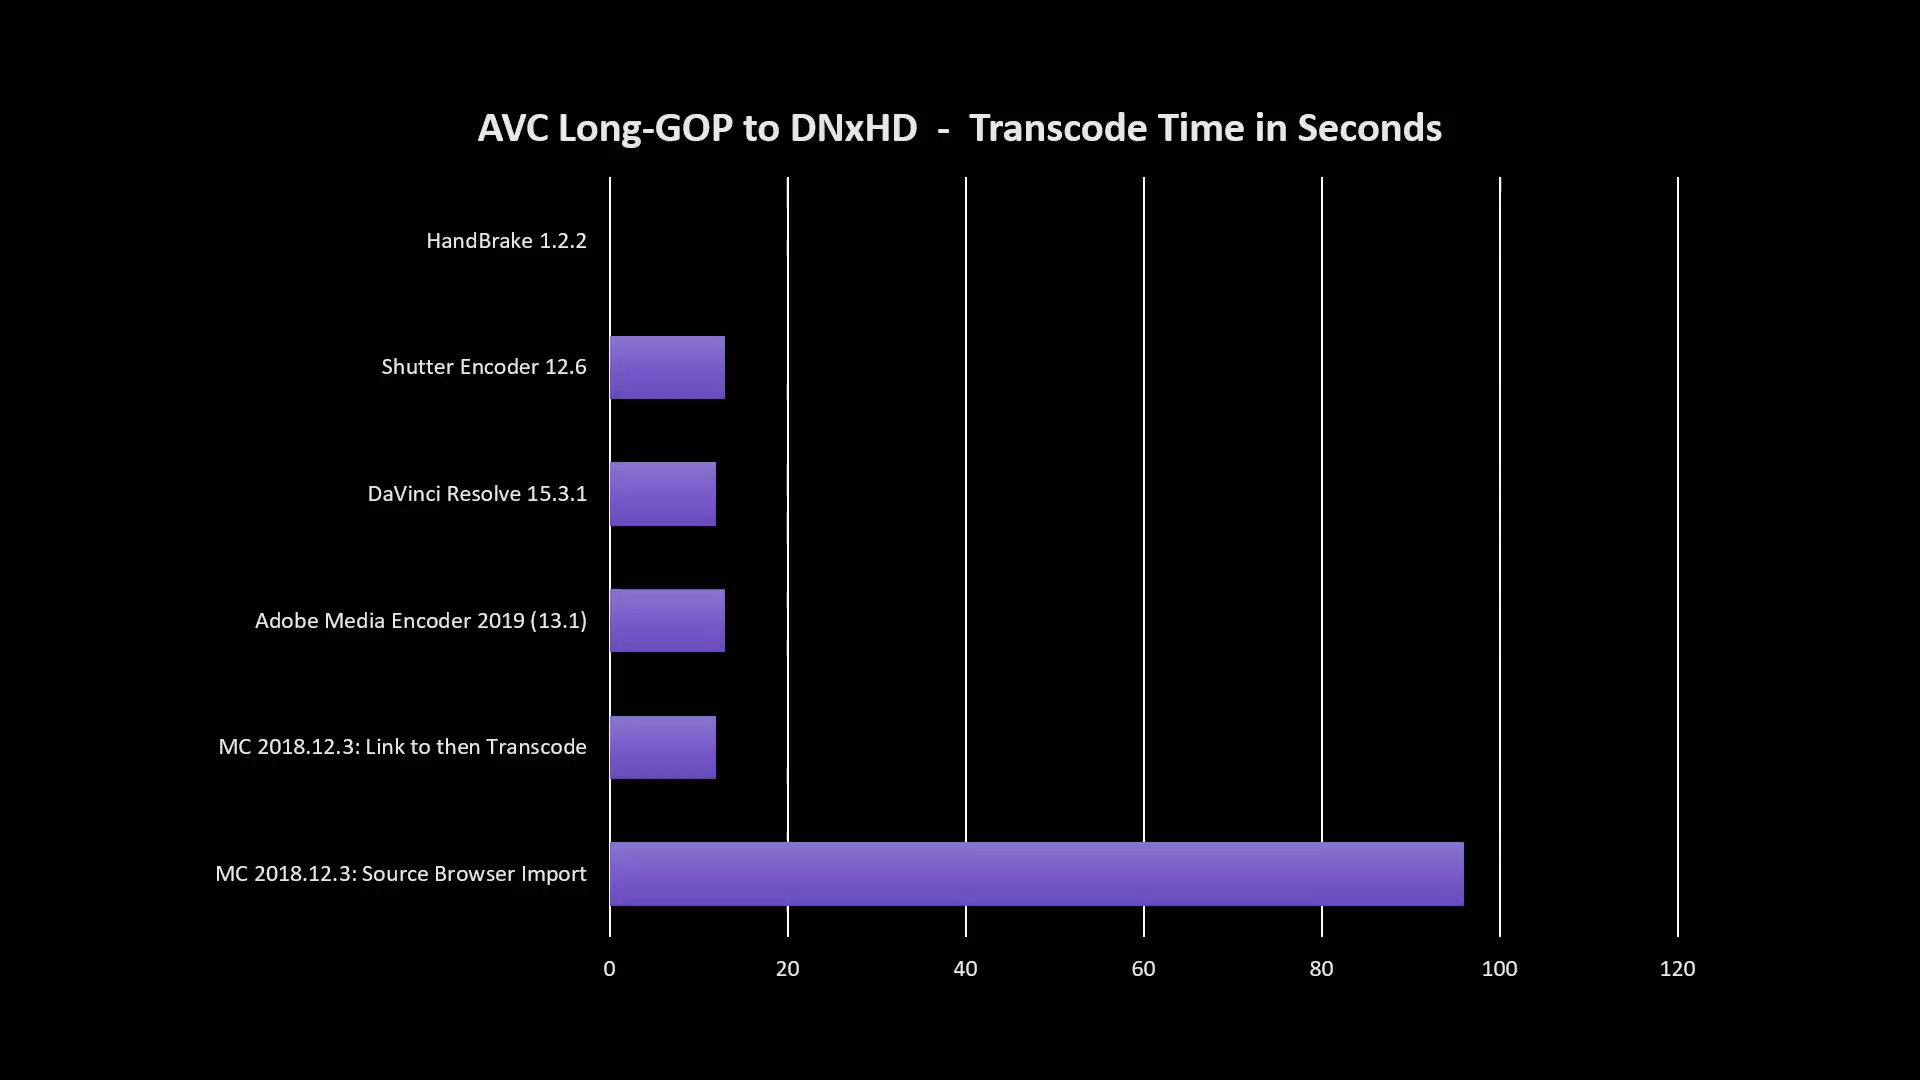 AVC Long-GOP to DNxHD - Transcode Time in Seconds
HandBrake 1.2.2
Shutter Encoder 12.6
DaVinci Resolve 15.3.1
Adobe Media Encoder 2019 (13.1)
MC 2018.12.3: Link to then Transcode
MC 2018.12.3: Source Browser Import
0 20 40 60 80 100 120